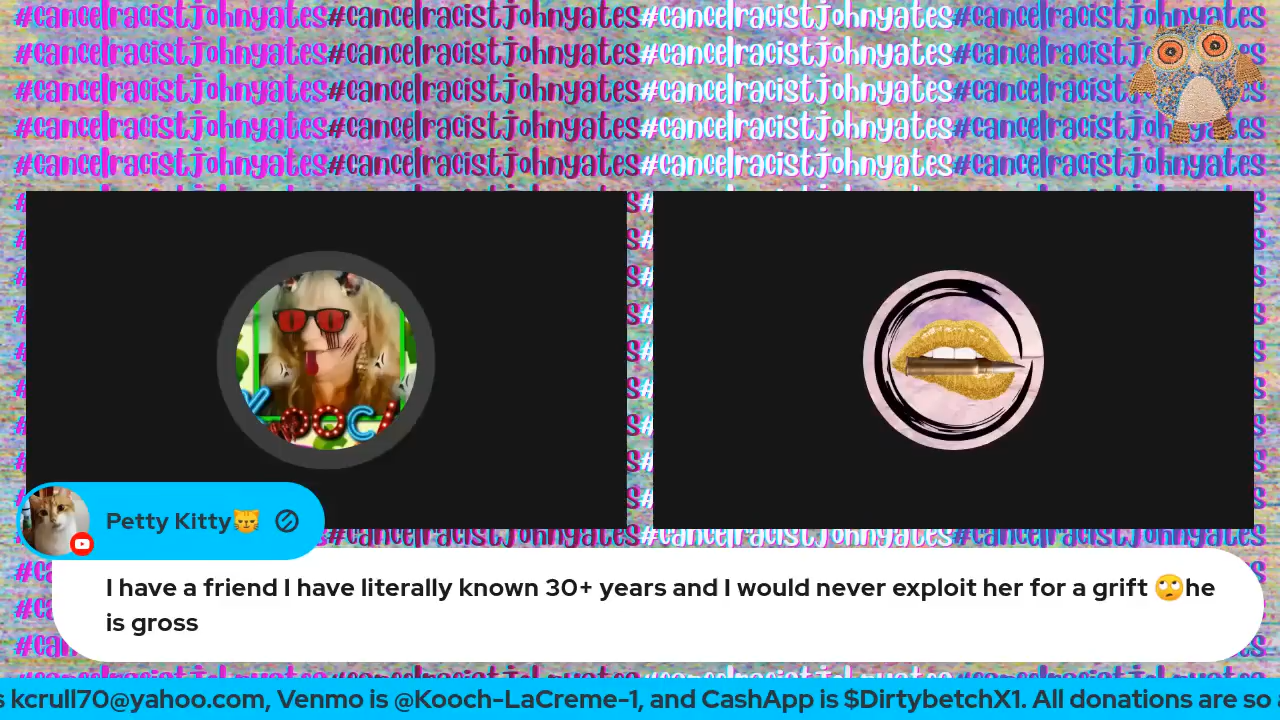 #cancelracistjohnyates#cancelracistjohnyates#cancelracistjohnyates#cancelracistjohnyates
#cancelracistjohnyates#cancelracistjohnyates#cancelracistjohnyates#cancelracistjohnyates
#cancelracistjohnyates#cancelracistjohnyates#cancelracistjohnyates#cancelracistjohnyates
#cancelracistjohnyates#cancelracistjohnyates#cancelracistjohnyates#cancelracistjohnyates
#cancelracistjohnyates#cancelracistjohnyates#cancelracistjohnyates#cancelracistjohnyates
Petty Kitty😼
I have a friend I have literally known 30+ years and I would never exploit her for a grift 🙄he
is gross
s kcrull70@yahoo.com, Venmo is @Kooch-LaCreme-1, and CashApp is $DirtybetchX1. All donations are so